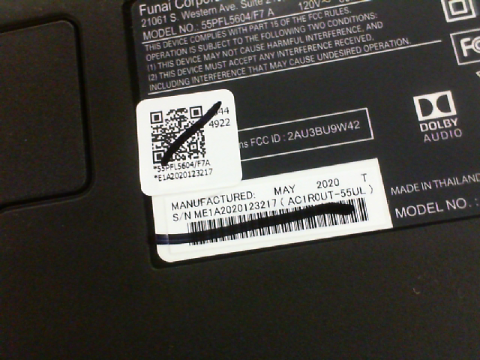 Funai Corpor
21061 S. Western Ave. Suite
MODEL NO.: 55PFL5604/F7 A 120V~
THIS DEVICE COMPLIES WITH PART 15 OF THE FCC RULES.
OPERATION IS SUBJECT TO THE FOLLOWING TWO CONDITIONS:
(1) THIS DEVICE MAY NOT CAUSE HARMFUL INTERFERENCE, AND
(2) THIS DEVICE MUST ACCEPT ANY INTERFERENCE RECEIVED,
INCLUDING INTERFERENCE THAT MAY CAUSE UNDESIRED OPERATION.
FC
44
4922
DOLBY
AUDIO
ns FCC ID : 2AU3BU9W42
*55PFL5604/F7A
*E1A2020123217
MANUFACTURED: MAY 2020 T
S/N ME1A2020123217 (AC1R0UT-55UL)
MADE IN THAILAND
MODEL NO.: